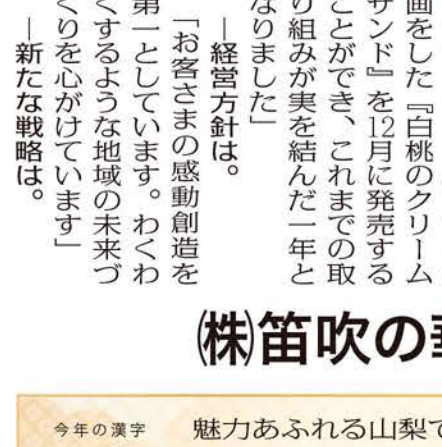 画をした『白桃のクリーム
サンド』を12月に発売する
ことができ、これまでの取
り組みが実を結んだ一年と
なりました」
―経営方針は。
「お客さまの感動創造を
第一としています。わくわ
くするような地域の未来づ
くりを心がけています」
―新たな戦略は。
㈱笛吹の
今年の漢字
魅力あふれる山梨で